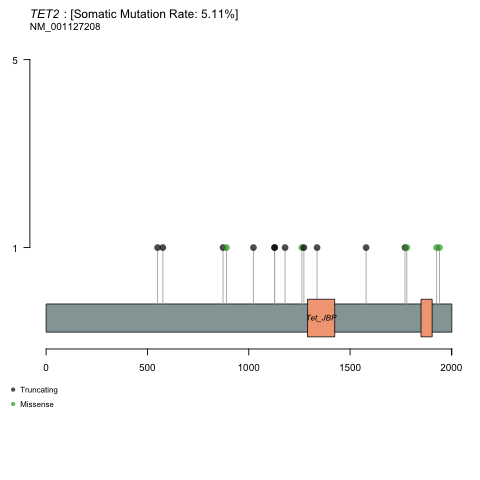 TET2 : [Somatic Mutation Rate: 5.11%]
NM_001127208
5
1
Tet_JBP
0 500 1000 1500 2000
Truncating
Missense